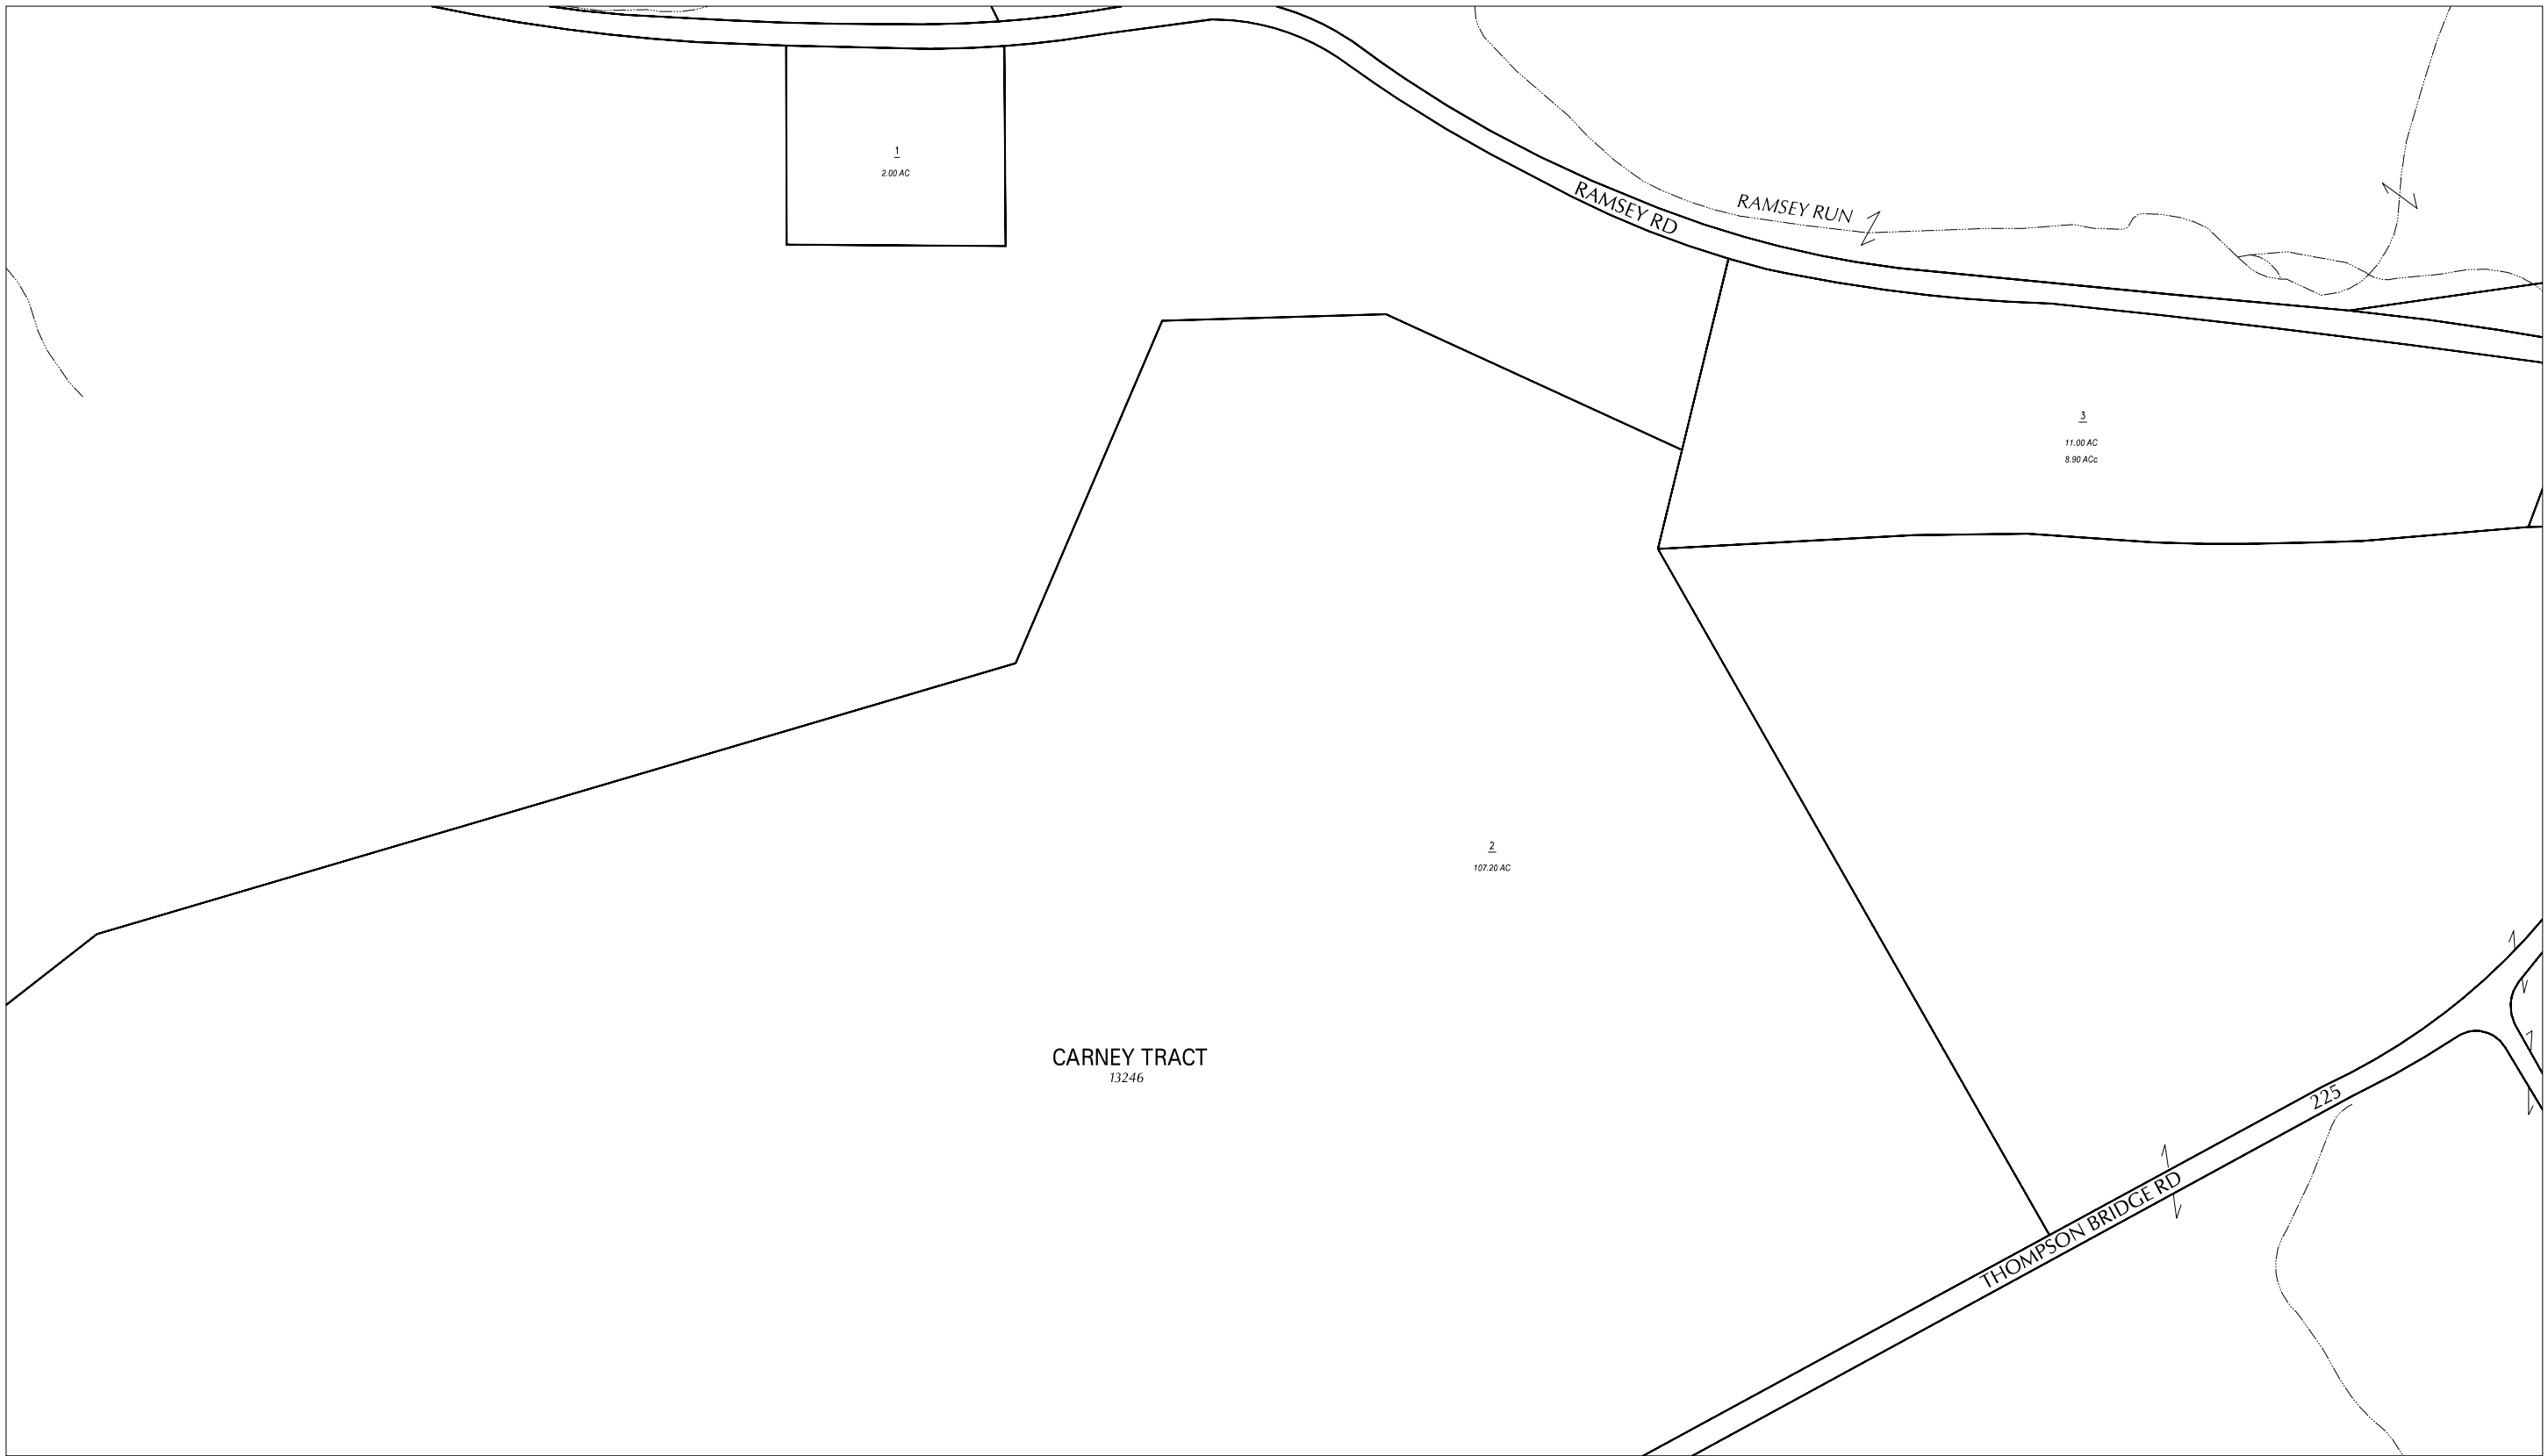 1
2.00 AC
RAMSEY RD
RAMSEY RUN
3
11.00 AC
8.90 ACc
2
107.20 AC
CARNEY TRACT
13246
225
THOMPSON BRIDGE RD